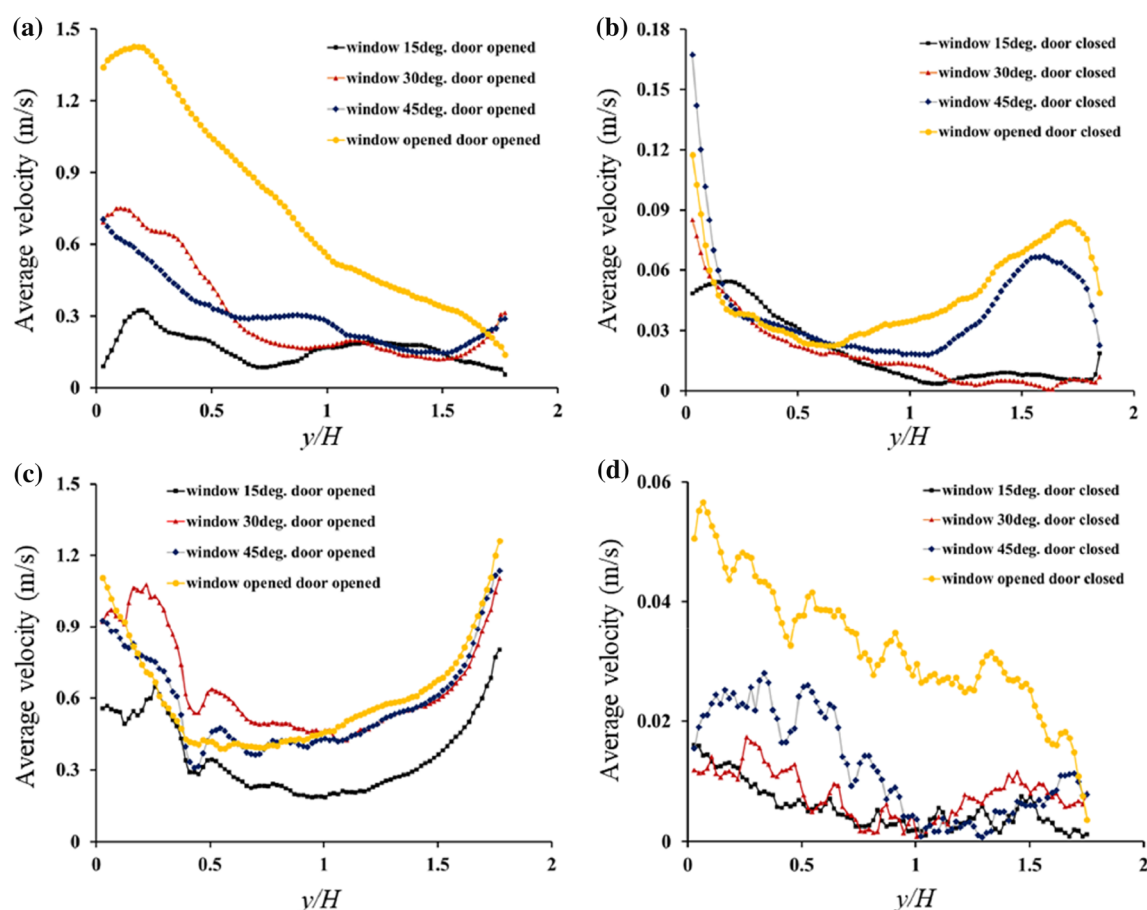 (a)
1.5
1.2
0.9
0.6
0.3
0
0
0.5
1
1.5
2
Average velocity (m/s)
y/H
window 15deg. door opened
window 30deg. door opened
window 45deg. door opened
window opened door opened
(b)
0.18
0.15
0.12
0.09
0.06
0.03
0
0
0.5
1
1.5
2
Average velocity (m/s)
y/H
window 15deg. door closed
window 30deg. door closed
window 45deg. door closed
window opened door closed
(c)
1.5
1.2
0.9
0.6
0.3
0
0
0.5
1
1.5
2
Average velocity (m/s)
y/H
window 15deg. door opened
window 30deg. door opened
window 45deg. door opened
window opened door opened
(d)
0.06
0.04
0.02
0.00
0
0.5
1
1.5
2
Average velocity (m/s)
y/H
window 15deg. door closed
window 30deg. door closed
window 45deg. door closed
window opened door closed